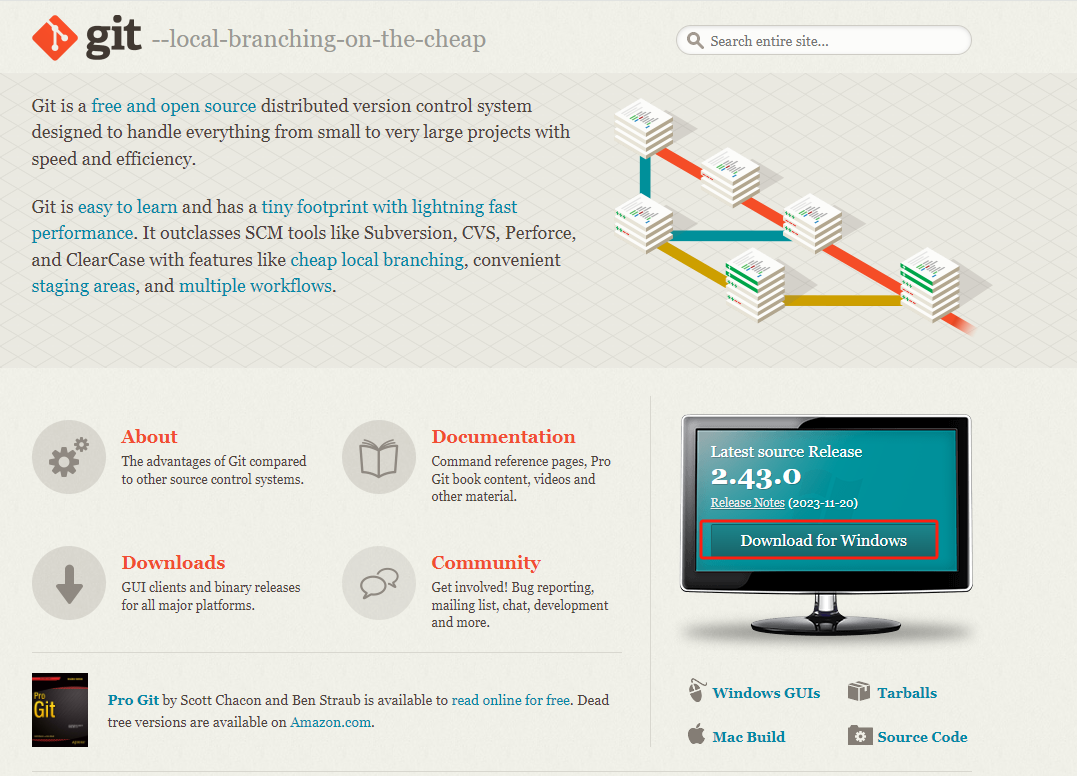 git --local-branching-on-the-cheap
Search entire site...
Git is a free and open source distributed version control system
designed to handle everything from small to very large projects with
speed and efficiency.
Git is easy to learn and has a tiny footprint with lightning fast
performance. It outclasses SCM tools like Subversion, CVS, Perforce,
and ClearCase with features like cheap local branching, convenient
staging areas, and multiple workflows.
About
The advantages of Git compared
to other source control systems.
Documentation
Command reference pages, Pro
Git book content, videos and
other material.
Downloads
GUI clients and binary releases
for all major platforms.
Community
Get involved! Bug reporting,
mailing list, chat, development
and more.
Pro
Git
Pro Git by Scott Chacon and Ben Straub is available to read online for free. Dead
tree versions are available on Amazon.com.
Latest source Release
2.43.0
Release Notes (2023-11-20)
Download for Windows
Windows GUIs
Tarballs
Mac Build
Source Code